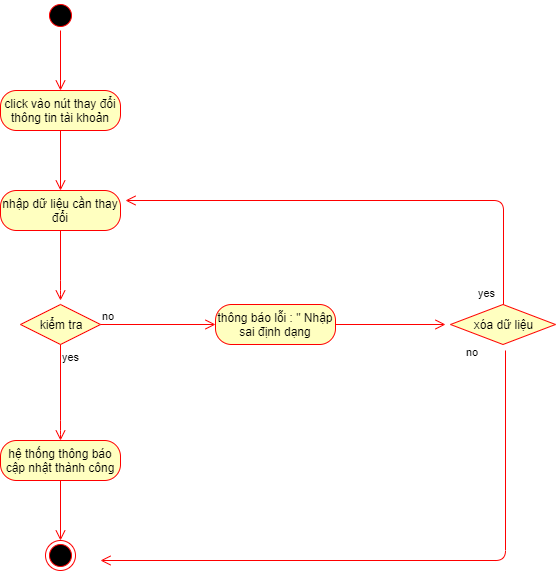 click vào nút thay đổi
thông tin tài khoản
nhập dữ liệu cần thay
đổi
yes
kiểm tra
no
thông báo lỗi : " Nhập
sai định dạng
xóa dữ liệu
no
yes
hệ thống thông báo
cập nhật thành công